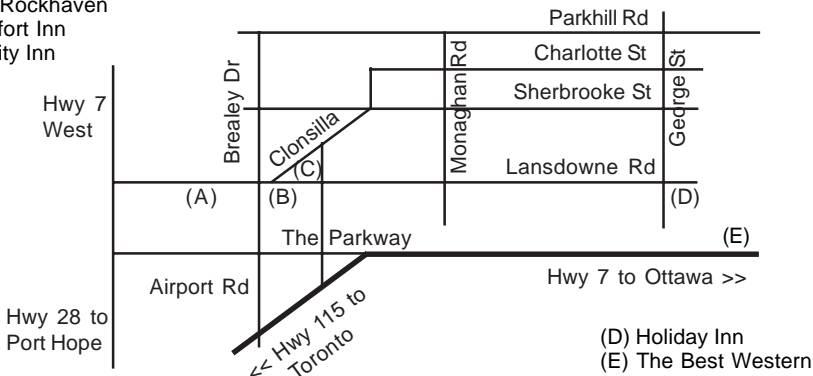 Rockhaven
fort Inn
ity Inn
Parkhill Rd
Charlotte St
Sherbrooke St
Lansdowne Rd
Hwy 7
West
Brealey Dr
Clonsilla
Monaghan Rd
George St
(A)
(B)
(C)
(D)
The Parkway
(E)
Airport Rd
Hwy 7 to Ottawa >>
Hwy 28 to
Port Hope
<< Hwy 115 to
Toronto
(D) Holiday Inn
(E) The Best Western